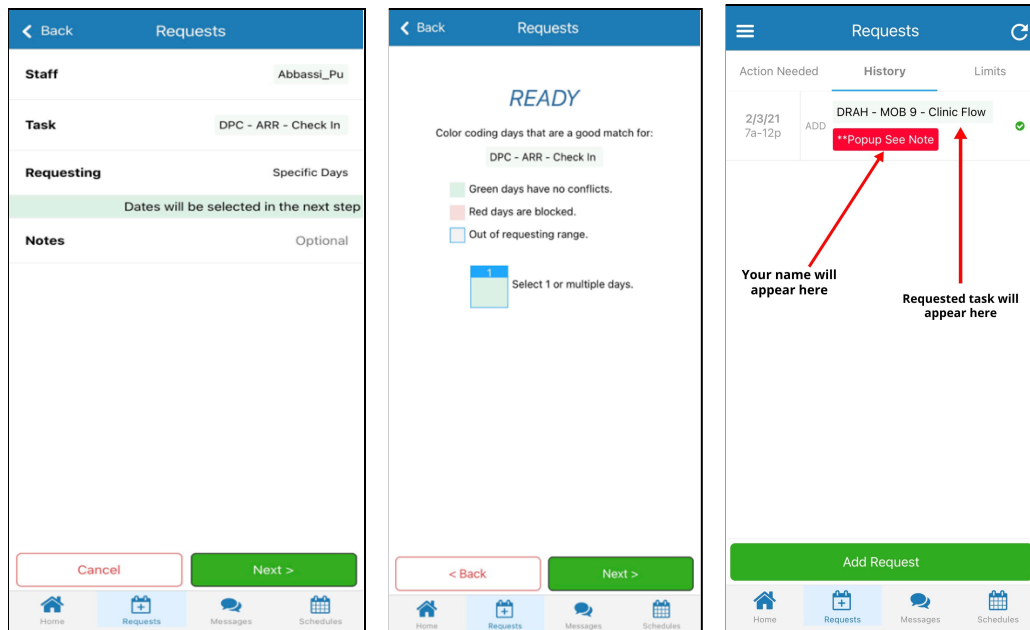 Back Requests
Staff Abbassi_Pu
Task DPC - ARR - Check In
Requesting Specific Days
Dates will be selected in the next step
Notes Optional
Cancel Next >
Home Requests Messages Schedules
Back Requests
READY
Color coding days that are a good match for:
DPC - ARR - Check In
Green days have no conflicts.
Red days are blocked.
Out of requesting range.
1
Select 1 or multiple days.
< Back Next >
Home Requests Messages Schedules
Requests
Action Needed History Limits
2/3/21
7a-12p
ADD
DRAH - MOB 9 - Clinic Flow
**Popup See Note
Your name will
appear here
Requested task will
appear here
Add Request
Home Requests Messages Schedules